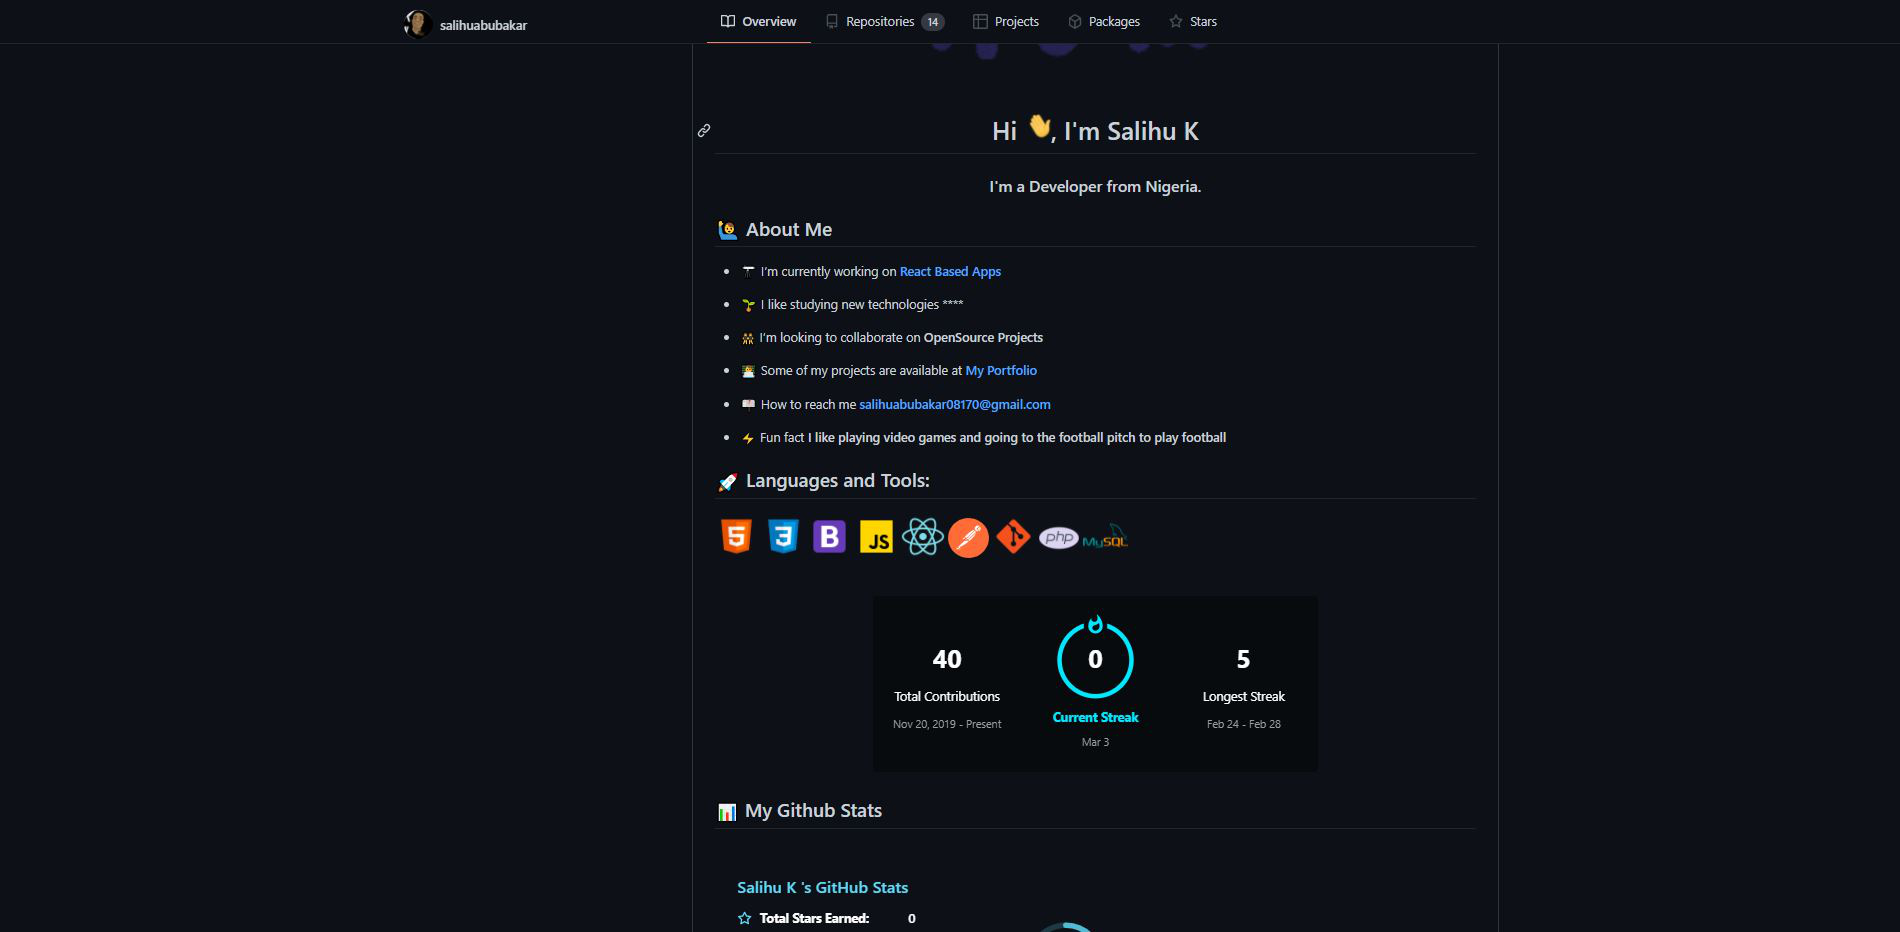 salihuabubakar
Overview
Repositories 14
Projects
Packages
Stars
Hi 👋, I'm Salihu K
I'm a Developer from Nigeria.
About Me
I'm currently working on React Based Apps
I like studying new technologies ****
I'm looking to collaborate on OpenSource Projects
Some of my projects are available at My Portfolio
How to reach me salihuabubakar08170@gmail.com
Fun fact I like playing video games and going to the football pitch to play football
Languages and Tools:
5
3
B
JS
php
MySQL
40
Total Contributions
Nov 20, 2019 - Present
0
Current Streak
Mar 3
5
Longest Streak
Feb 24 - Feb 28
My Github Stats
Salihu K 's GitHub Stats
Total Stars Earned: 0